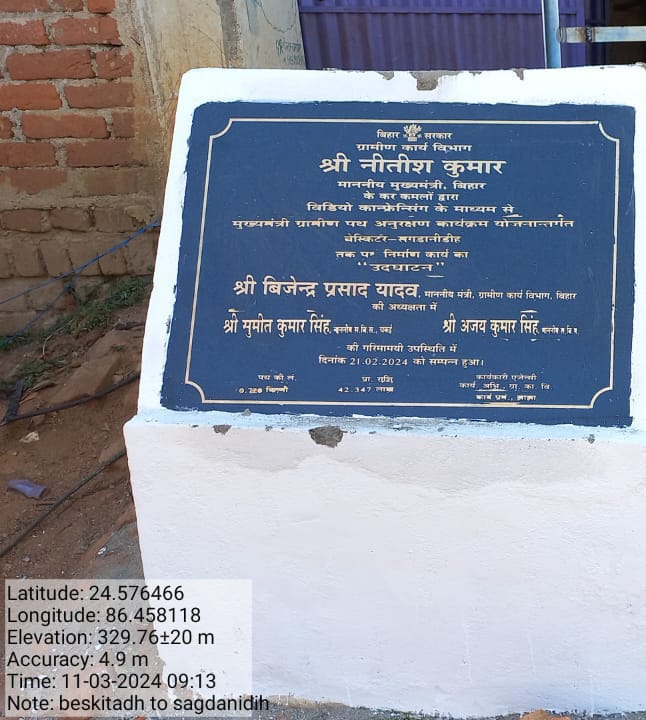 बिहार सरकार
ग्रामीण कार्य विभाग
श्री नीतीश कुमार
माननीय मुख्यमंत्री, बिहार
के कर कमलों द्वारा
विडियो कान्फ्रेन्सिंग के माध्यम से
मुख्यमंत्री ग्रामीण पथ अनुरक्षण कार्यक्रम योजनान्तर्गत
तक निर्माण कार्य का
"उदघाटन"
श्री बिजेन्द्र प्रसाद यादव, माननीय मंत्री, ग्रामीण कार्य विभाग, बिहार
की अध्यक्षता में
श्री सुमीत कुमार सिंह, श्री अजय कुमार सिंह,
की गरिमामयी उपस्थिति में
दिनांक 21.02.2024 को सम्पन्न हुआ।
पथ की लं. प्रा. राशि कार्यकारी एजेन्सी
42.347 लाख कार्य. अभि.
Latitude: 24.576466
Longitude: 86.458118
Elevation: 329.76±20 m
Accuracy: 4.9 m
Time: 11-03-2024 09:13
Note: beskitadh to sagdanidih